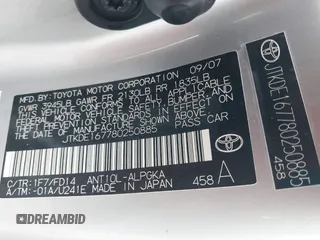 MFD. BY:
TOYOTA MOTOR CORPORATION 09/07
GVWR 3945LB GAWR FR 2130LB RR 1835LB
THIS VEHICLE CONFORMS TO ALL APPLICABLE
FEDERAL MOTOR VEHICLE SAFETY, BUMPER AND
THEFT PREVENTION STANDARDS IN EFFECT ON
THE DATE OF MANUFACTURE SHOWN ABOVE.
JTKDE167780250885
PASS. CAR
C/TR: 1F7/FD14 ANT10L-ALPGKA
A/TM: -01A/U241E MADE IN JAPAN 458 A
TOYOTA
JTKDE167780250885
458
DRIVERSIDE